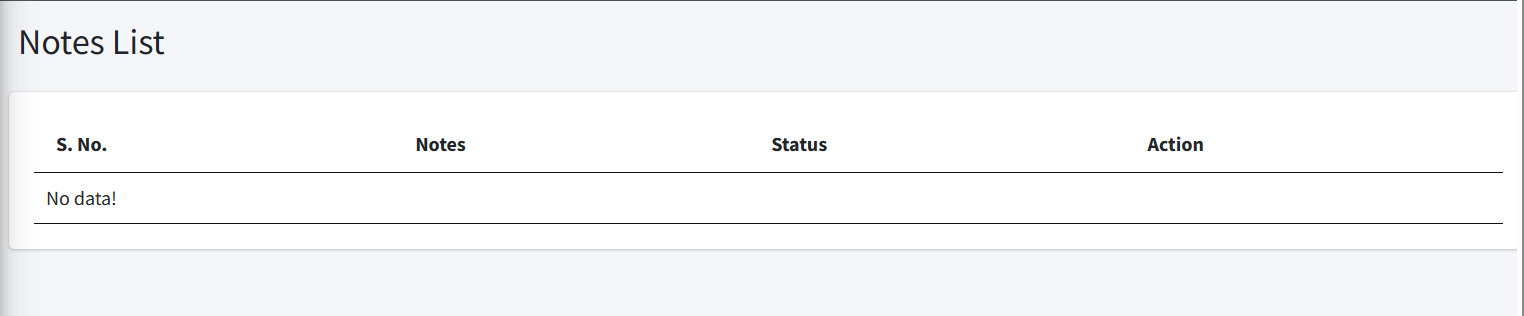 Notes List
S. No. Notes Status Action
No data!